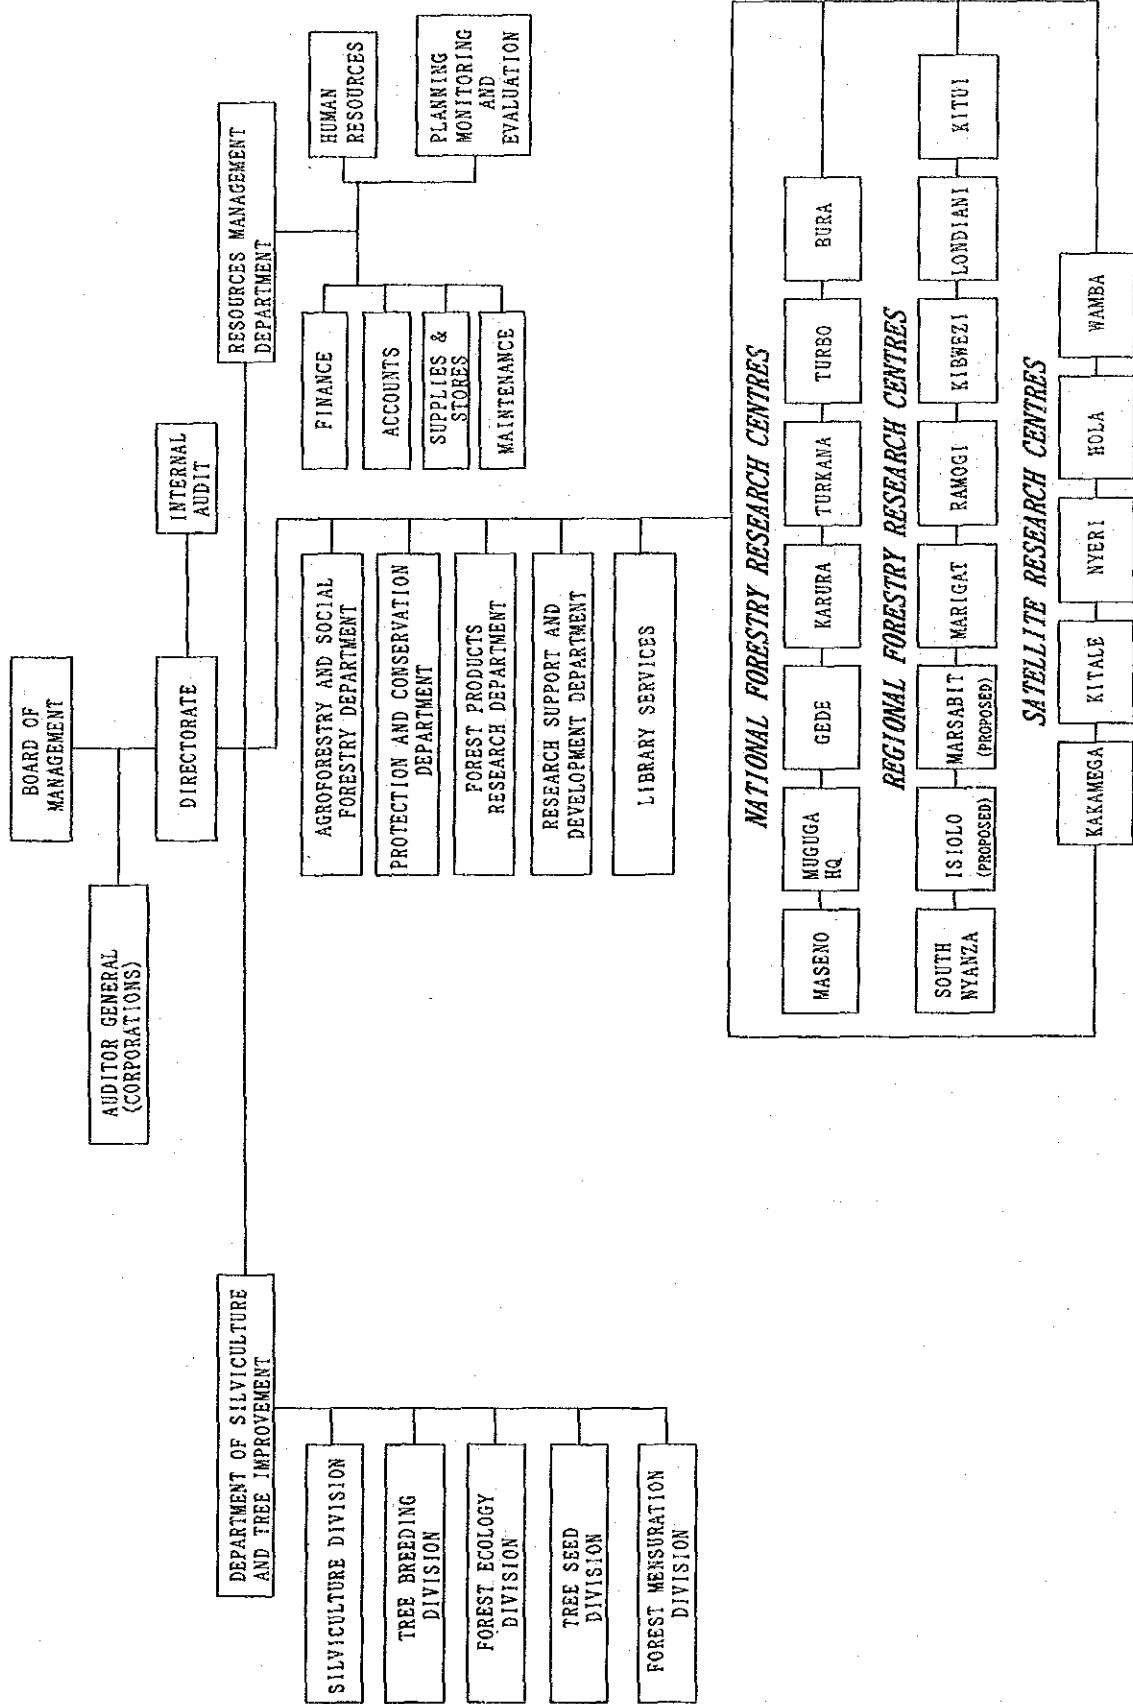 BOARD OF
MANAGEMENT
AUDITOR GENERAL
(CORPORATIONS)
DIRECTORATE
INTERNAL
AUDIT
DEPARTMENT OF SILVICULTURE
AND TREE IMPROVEMENT
RESOURCES MANAGEMENT
DEPARTMENT
SILVICULTURE DIVISION
TREE BREEDING
DIVISION
FOREST ECOLOGY
DIVISION
TREE SEED
DIVISION
FOREST MENSURATION
DIVISION
AGROFORESTRY AND SOCIAL
FORESTRY DEPARTMENT
PROTECTION AND CONSERVATION
DEPARTMENT
FOREST PRODUCTS
RESEARCH DEPARTMENT
RESEARCH SUPPORT AND
DEVELOPMENT DEPARTMENT
LIBRARY SERVICES
FINANCE
ACCOUNTS
SUPPLIES &
STORES
MAINTENANCE
HUMAN
RESOURCES
PLANNING
MONITORING
AND
EVALUATION
NATIONAL FORESTRY RESEARCH CENTRES
MASENO
MUGUGA
HQ
GEDE
KARURA
TURKANA
TURBO
BURA
REGIONAL FORESTRY RESEARCH CENTRES
SOUTH
NYANZA
ISIOLO
(PROPOSED)
MARSABIT
(PROPOSED)
MARIGAT
RAMOGI
KIBWEZI
LONDIANI
KITUI
SATELLITE RESEARCH CENTRES
KAKAMEGA
KITALE
NYERI
HOLA
WAMBA